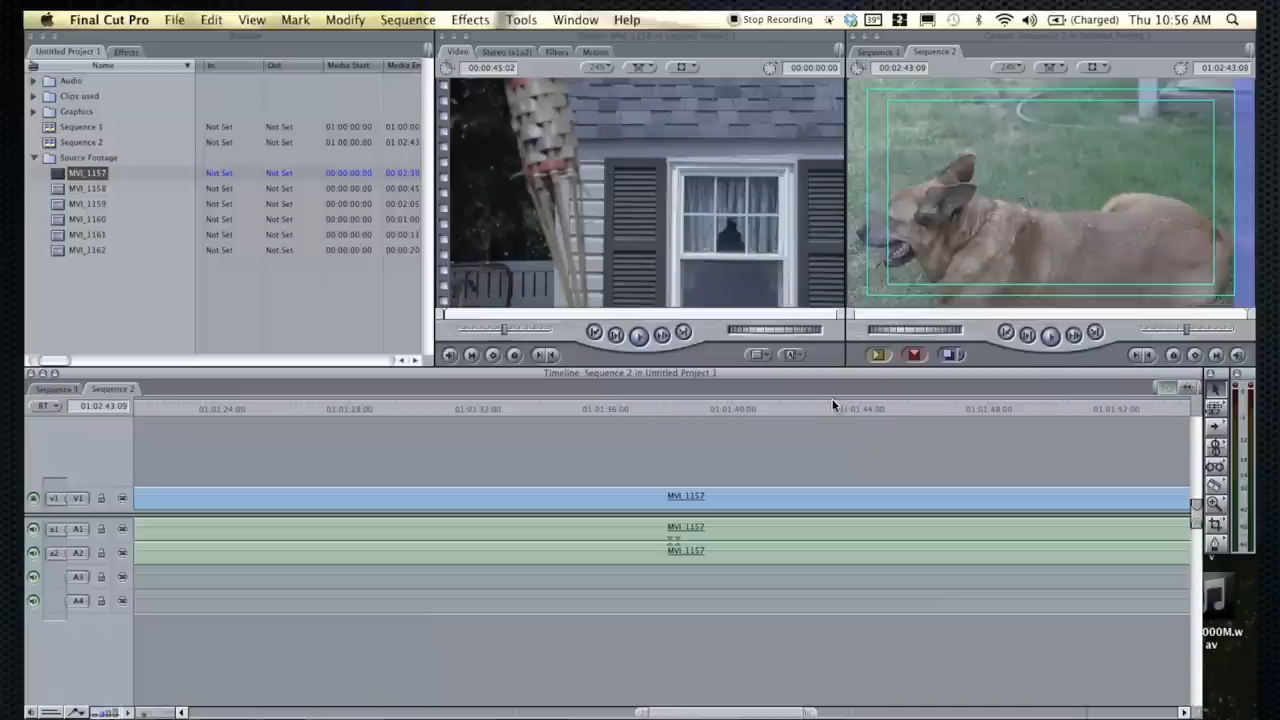 Final Cut Pro File Edit View Mark Modify Sequence Effects Tools Window Help Stop Recording 39° 2 (Charged) Thu 10:56 AM
Untitled Project 1 Effects
Name In Out Media Start Media En
Audio
Clips used
Graphics
Sequence 1 Not Set Not Set 01:00:00:00 01:00:00
Sequence 2 Not Set Not Set 01:00:00:00 01:02:43
Source Footage
MVI_1157 Not Set Not Set 00:00:00:00 00:02:39
MVI_1158 Not Set Not Set 00:00:00:00 00:00:45
MVI_1159 Not Set Not Set 00:00:00:00 00:02:05
MVI_1160 Not Set Not Set 00:00:00:00 00:01:00
MVI_1161 Not Set Not Set 00:00:00:00 00:00:11
MVI_1162 Not Set Not Set 00:00:00:00 00:00:20
Video Stereo (a1a2) Filters Motion
00:00:45:02 24% 00:00:00:00
Sequence 1 Sequence 2
00:02:43:09 24% 01:02:43:09
Timeline: Sequence 2 in Untitled Project 1
Sequence 1 Sequence 2
RT 01:02:43:09 01:01:24:00 01:01:28:00 01:01:32:00 01:01:36:00 01:01:40:00 01:44:00 01:01:48:00 01:01:52:00
v1 V1 MVI_1157
a1 A1 MVI_1157
a2 A2 MVI_1157
A3
A4
000M.w
av